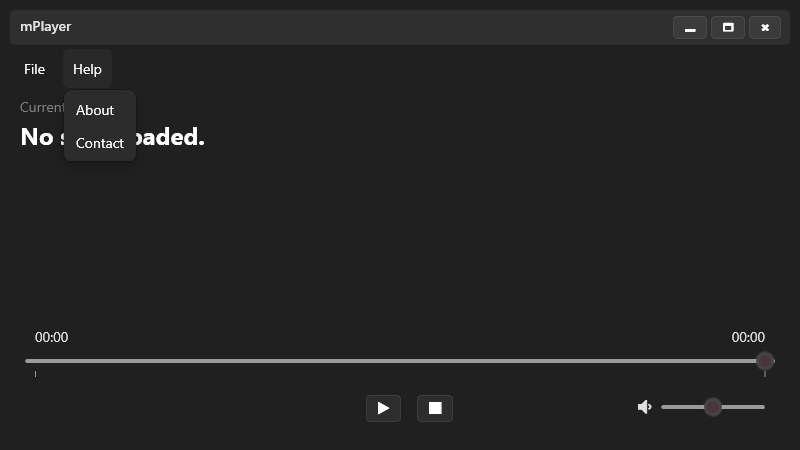 mPlayer
File Help
Current
About
No s oaded.
Contact
00:00 00:00